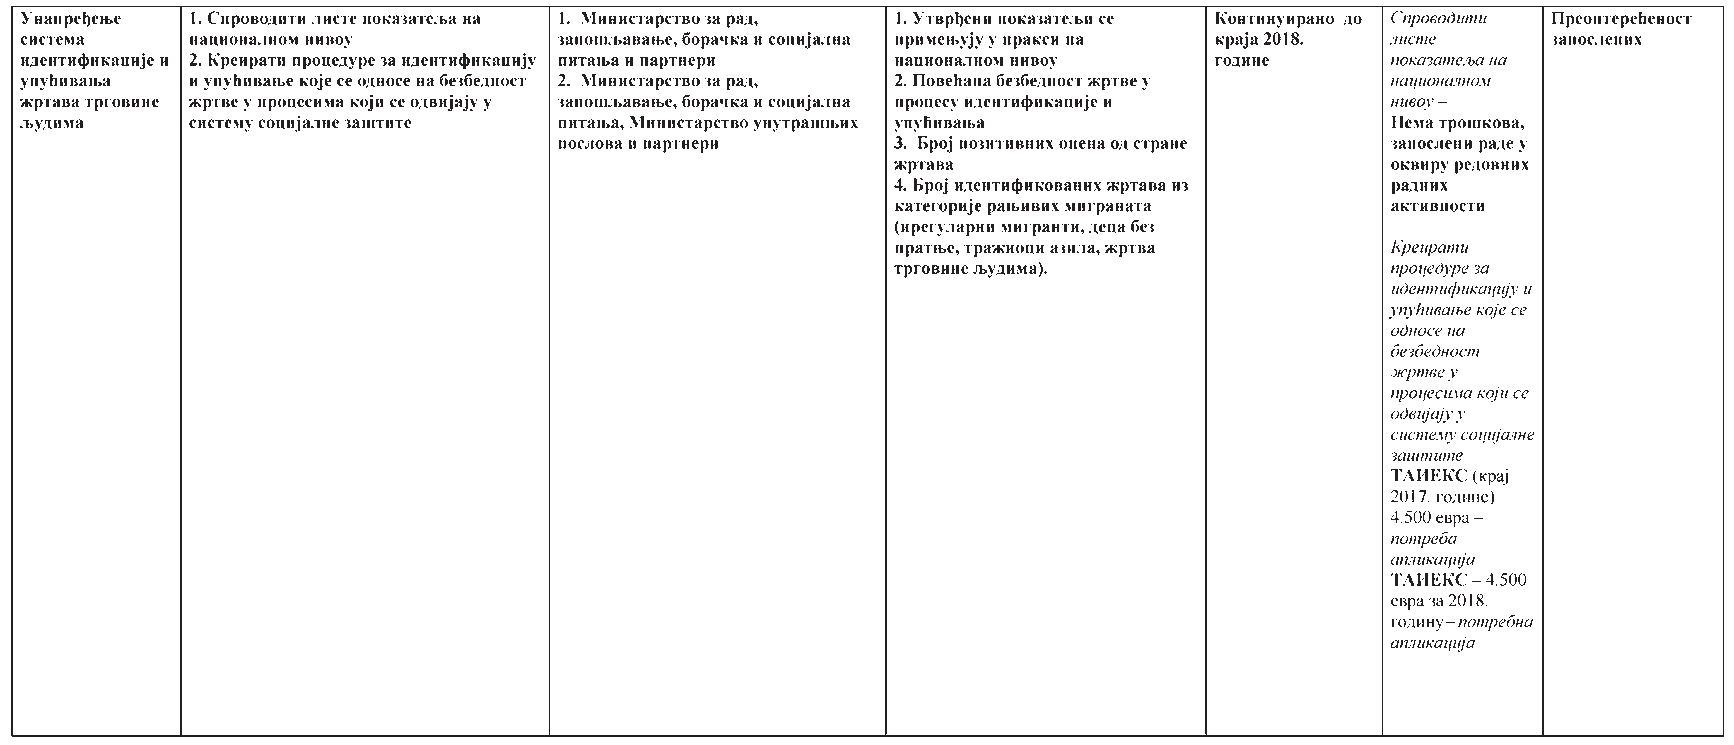 Унапређење
система
идентификације и
упућивања
жртава трговине
људима
1. Спроводити листе показатеља на
националном нивоу
2. Креирати процедуре за идентификацију
и упућивање које се односе на безбедност
жртве у процесима који се одвијају у
систему социјалне заштите
1. Министарство за рад,
запошљавање, борачка и социјална
питања и партнери
2. Министарство за рад,
запошљавање, борачка и социјална
питања, Министарство унутрашњих
послова и партнери
1. Утврђени показатељи се
примењују у пракси на
националном нивоу
2. Повећана безбедност жртве у
процесу идентификације и
упућивања
3. Број позитивних оцена од стране
жртава
4. Број идентификованих жртава из
категорије рањивих миграната
(ирегуларни мигранти, деца без
пратње, тражиоци азила, жртва
трговине људима).
Континуирано до
краја 2018.
године
Спроводити
листе
показатеља на
националном
нивоу –
Нема трошкова,
запослени раде у
оквиру редовних
радних
активности
Креирати
процедуре за
идентификацију и
упућивање које се
односе на
безбедност
жртве у
процесима који се
одвијају у
систему социјалне
заштите
ТАИЕКС (крај
2017. године)
4.500 евра –
потреба
апликација
ТАИЕКС – 4.500
евра за 2018.
годину– потребна
апликација
Преоптерећеност
запослених